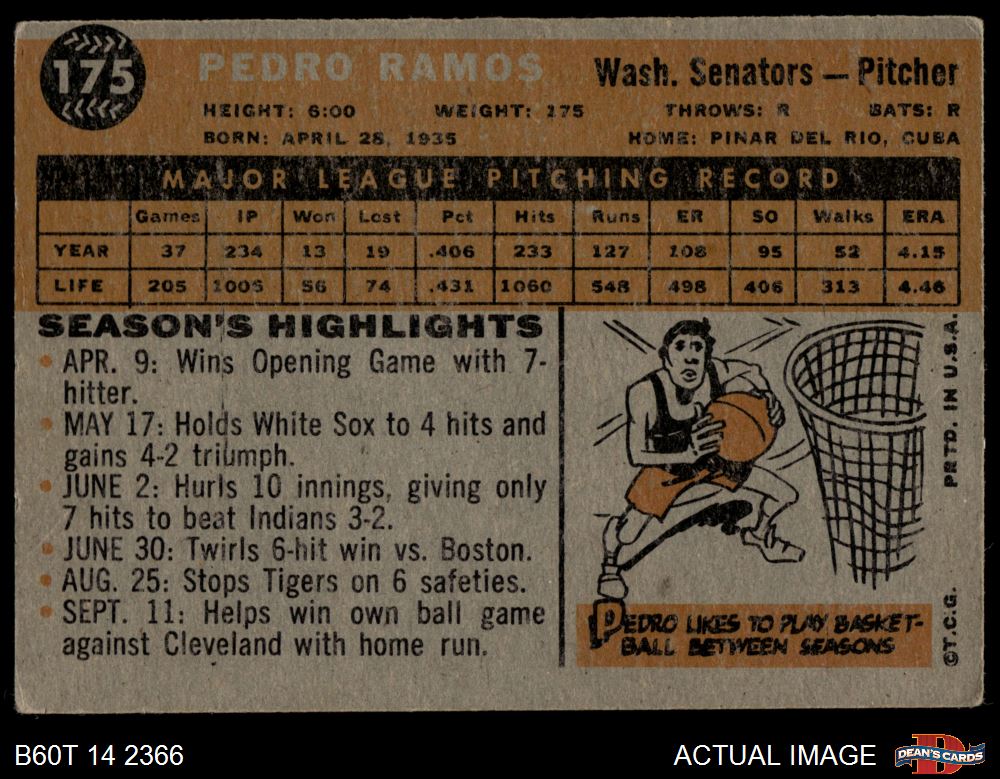 175
PEDRO RAMOS
Wash. Senators — Pitcher
HEIGHT: 6:00 WEIGHT: 175 THROWS: R BATS: R
BORN: APRIL 28, 1935 HOME: PINAR DEL RIO, CUBA
MAJOR LEAGUE PITCHING RECORD
Games IP Won Lost Pct Hits Runs ER SO Walks ERA
YEAR 37 234 13 19 .406 233 127 108 95 52 4.15
LIFE 205 1005 56 74 .431 1060 548 498 406 313 4.46
SEASON'S HIGHLIGHTS
• APR. 9: Wins Opening Game with 7-
hitter.
• MAY 17: Holds White Sox to 4 hits and
gains 4-2 triumph.
• JUNE 2: Hurls 10 innings, giving only
7 hits to beat Indians 3-2.
• JUNE 30: Twirls 6-hit win vs. Boston.
• AUG. 25: Stops Tigers on 6 safeties.
• SEPT. 11: Helps win own ball game
against Cleveland with home run.
PEDRO LIKES TO PLAY BASKET-
BALL BETWEEN SEASONS
©T.C.G. PRTD. IN U.S.A.
B60T 14 2366
ACTUAL IMAGE
DEAN'S CARDS